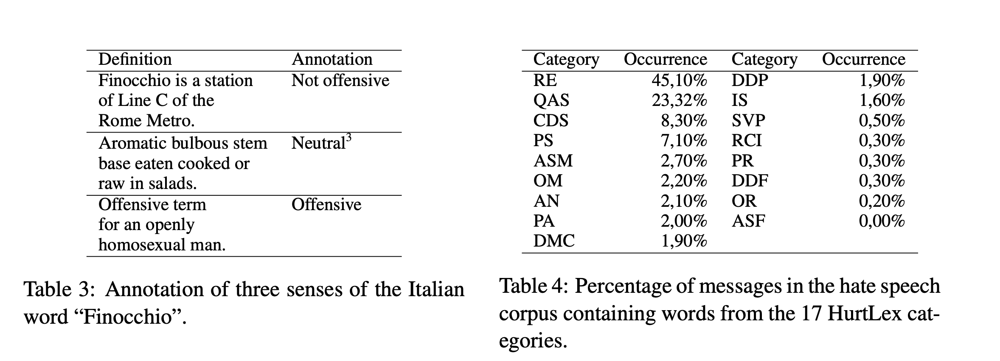 Definition Annotation
Finocchio is a station Not offensive
of Line C of the
Rome Metro.
Aromatic bulbous stem Neutral3
base eaten cooked or
raw in salads.
Offensive term Offensive
for an openly
homosexual man.
Table 3: Annotation of three senses of the Italian
word “Finocchio”.
Category Occurrence Category Occurrence
RE 45,10% DDP 1,90%
QAS 23,32% IS 1,60%
CDS 8,30% SVP 0,50%
PS 7,10% RCI 0,30%
ASM 2,70% PR 0,30%
OM 2,20% DDF 0,30%
AN 2,10% OR 0,20%
PA 2,00% ASF 0,00%
DMC 1,90%
Table 4: Percentage of messages in the hate speech
corpus containing words from the 17 HurtLex cat-
egories.